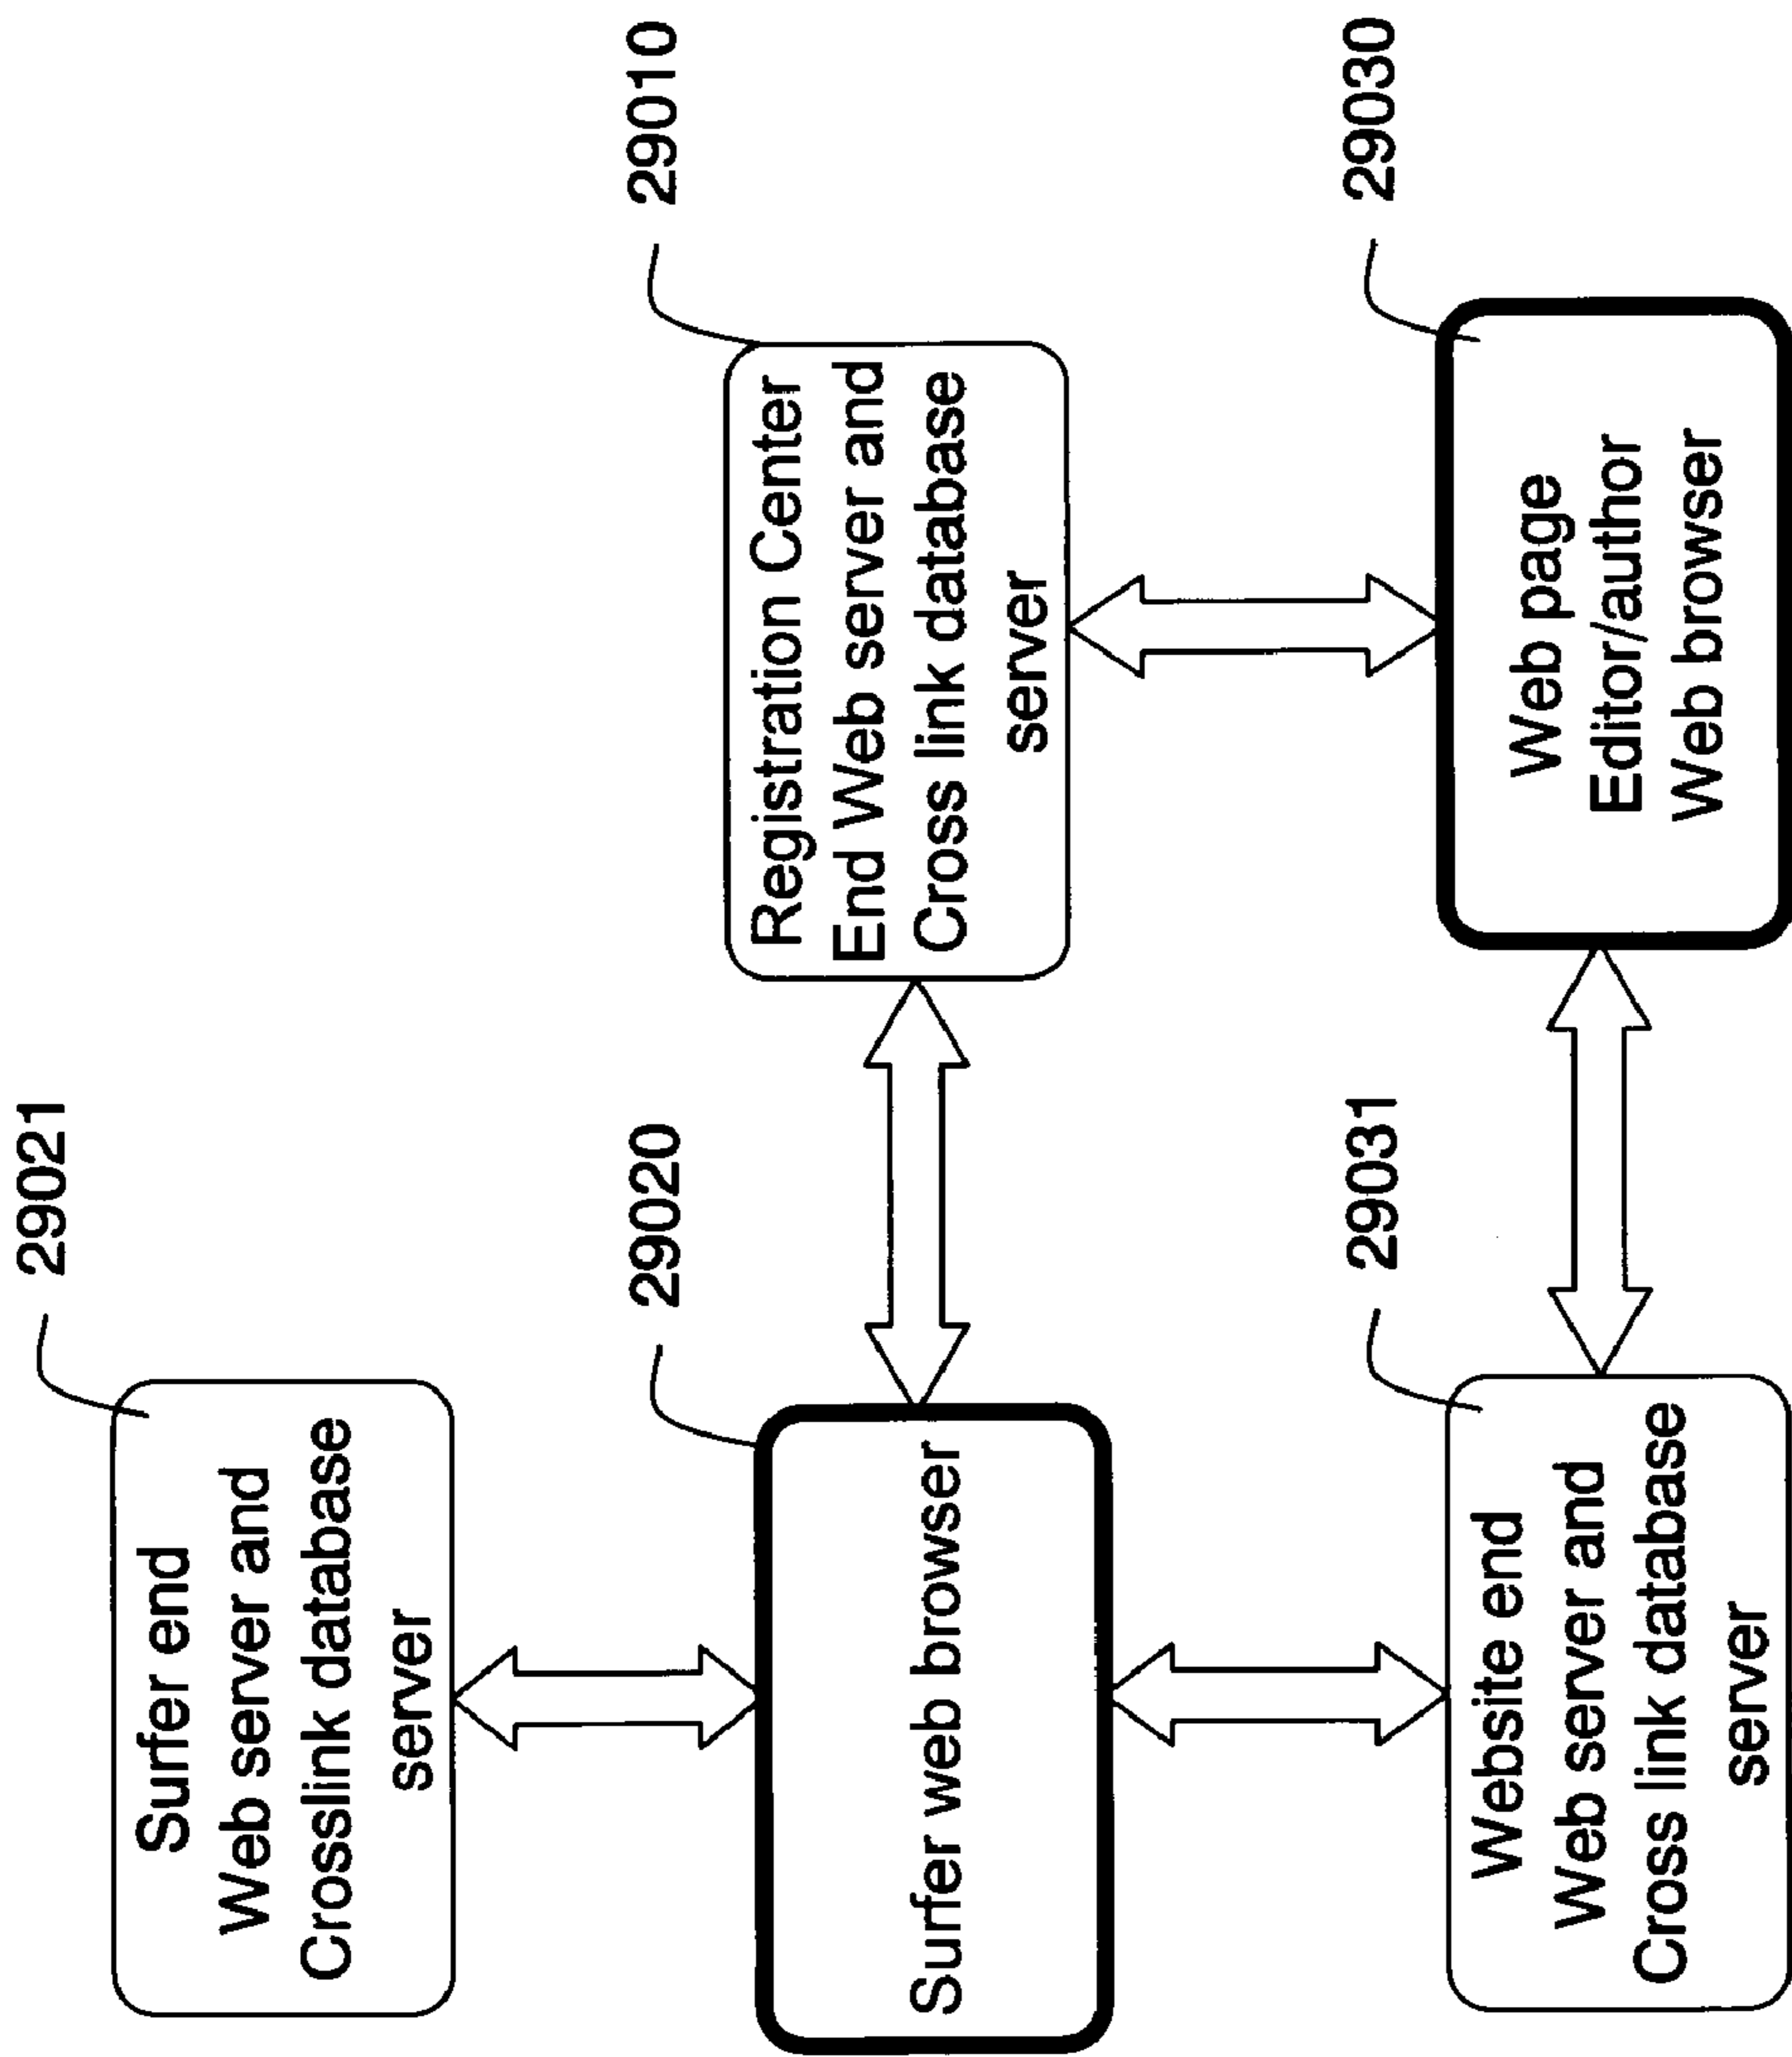 29021
Surfer end
Web server and
Crosslink database
server
29020
Surfer web browser
29010
Registration Center
End Web server and
Cross link database
server
29031
Website end
Web server and
Cross link database
server
29030
Web page
Editor/author
Web browser